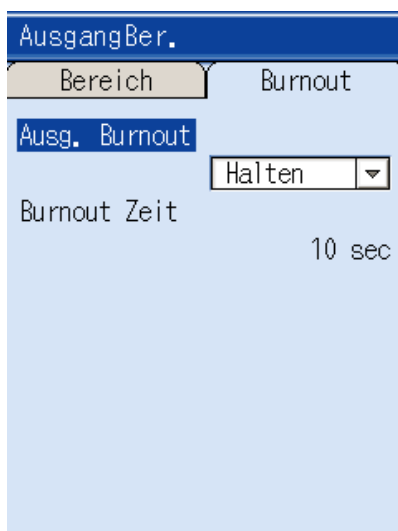 AusgangBer.
Bereich Burnout
Ausg. Burnout
Halten
Burnout Zeit
10 sec